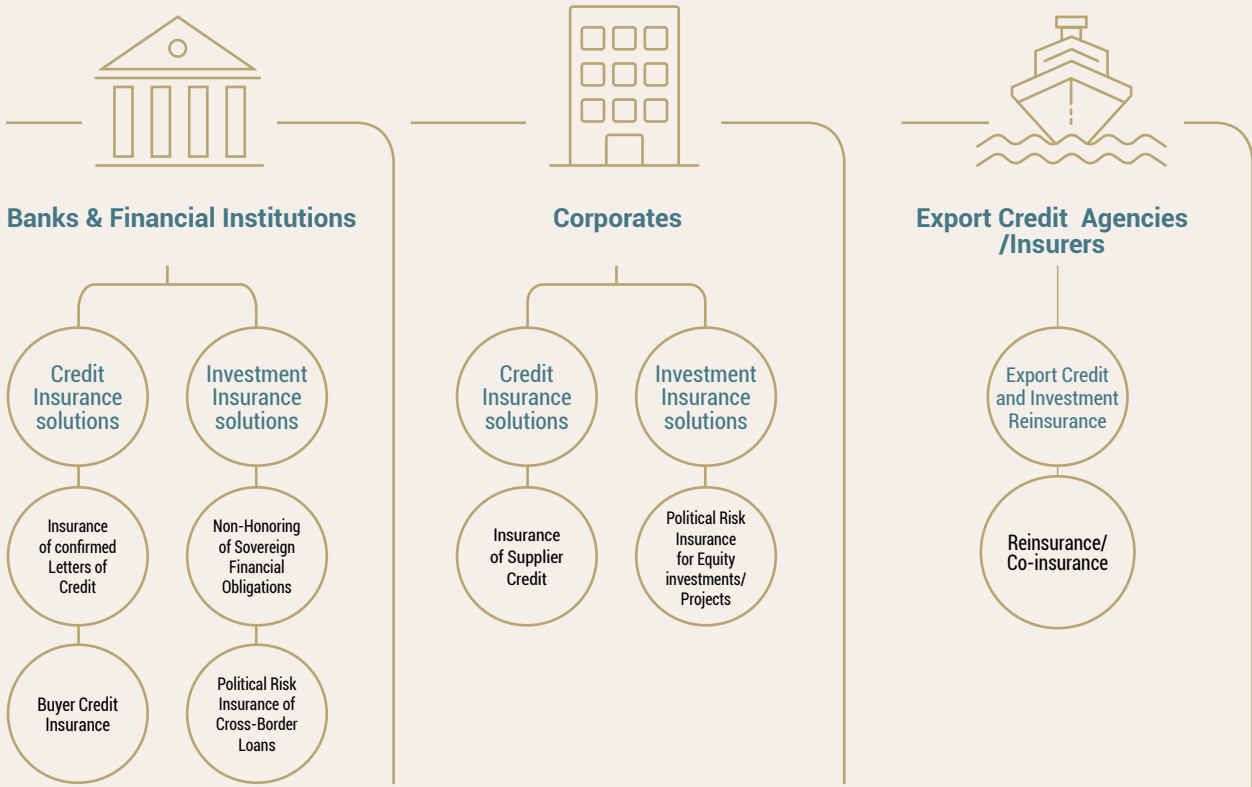 Banks & Financial Institutions
Credit
Insurance
solutions
Investment
Insurance
solutions
Insurance
of confirmed
Letters of
Credit
Non-Honoring
of Sovereign
Financial
Obligations
Buyer Credit
Insurance
Political Risk
Insurance of
Cross-Border
Loans
Corporates
Credit
Insurance
solutions
Investment
Insurance
solutions
Insurance
of Supplier
Credit
Political Risk
Insurance
for Equity
investments/
Projects
Export Credit Agencies
/Insurers
Export Credit
and Investment
Reinsurance
Reinsurance/
Co-insurance